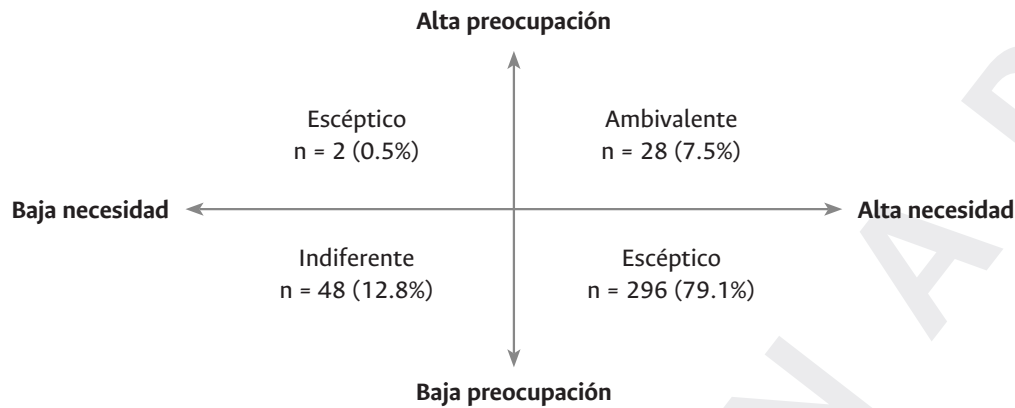 Alta preocupación
Escéptico
n = 2 (0.5%)
Ambivalente
n = 28 (7.5%)
Baja necesidad
Alta necesidad
Indiferente
n = 48 (12.8%)
Escéptico
n = 296 (79.1%)
Baja preocupación